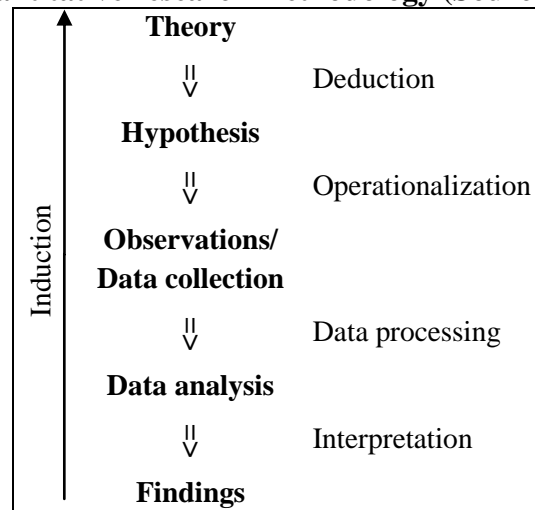 Theory
Deduction
Hypothesis
Operationalization
Observations/
Data collection
Data processing
Data analysis
Interpretation
Findings
Induction